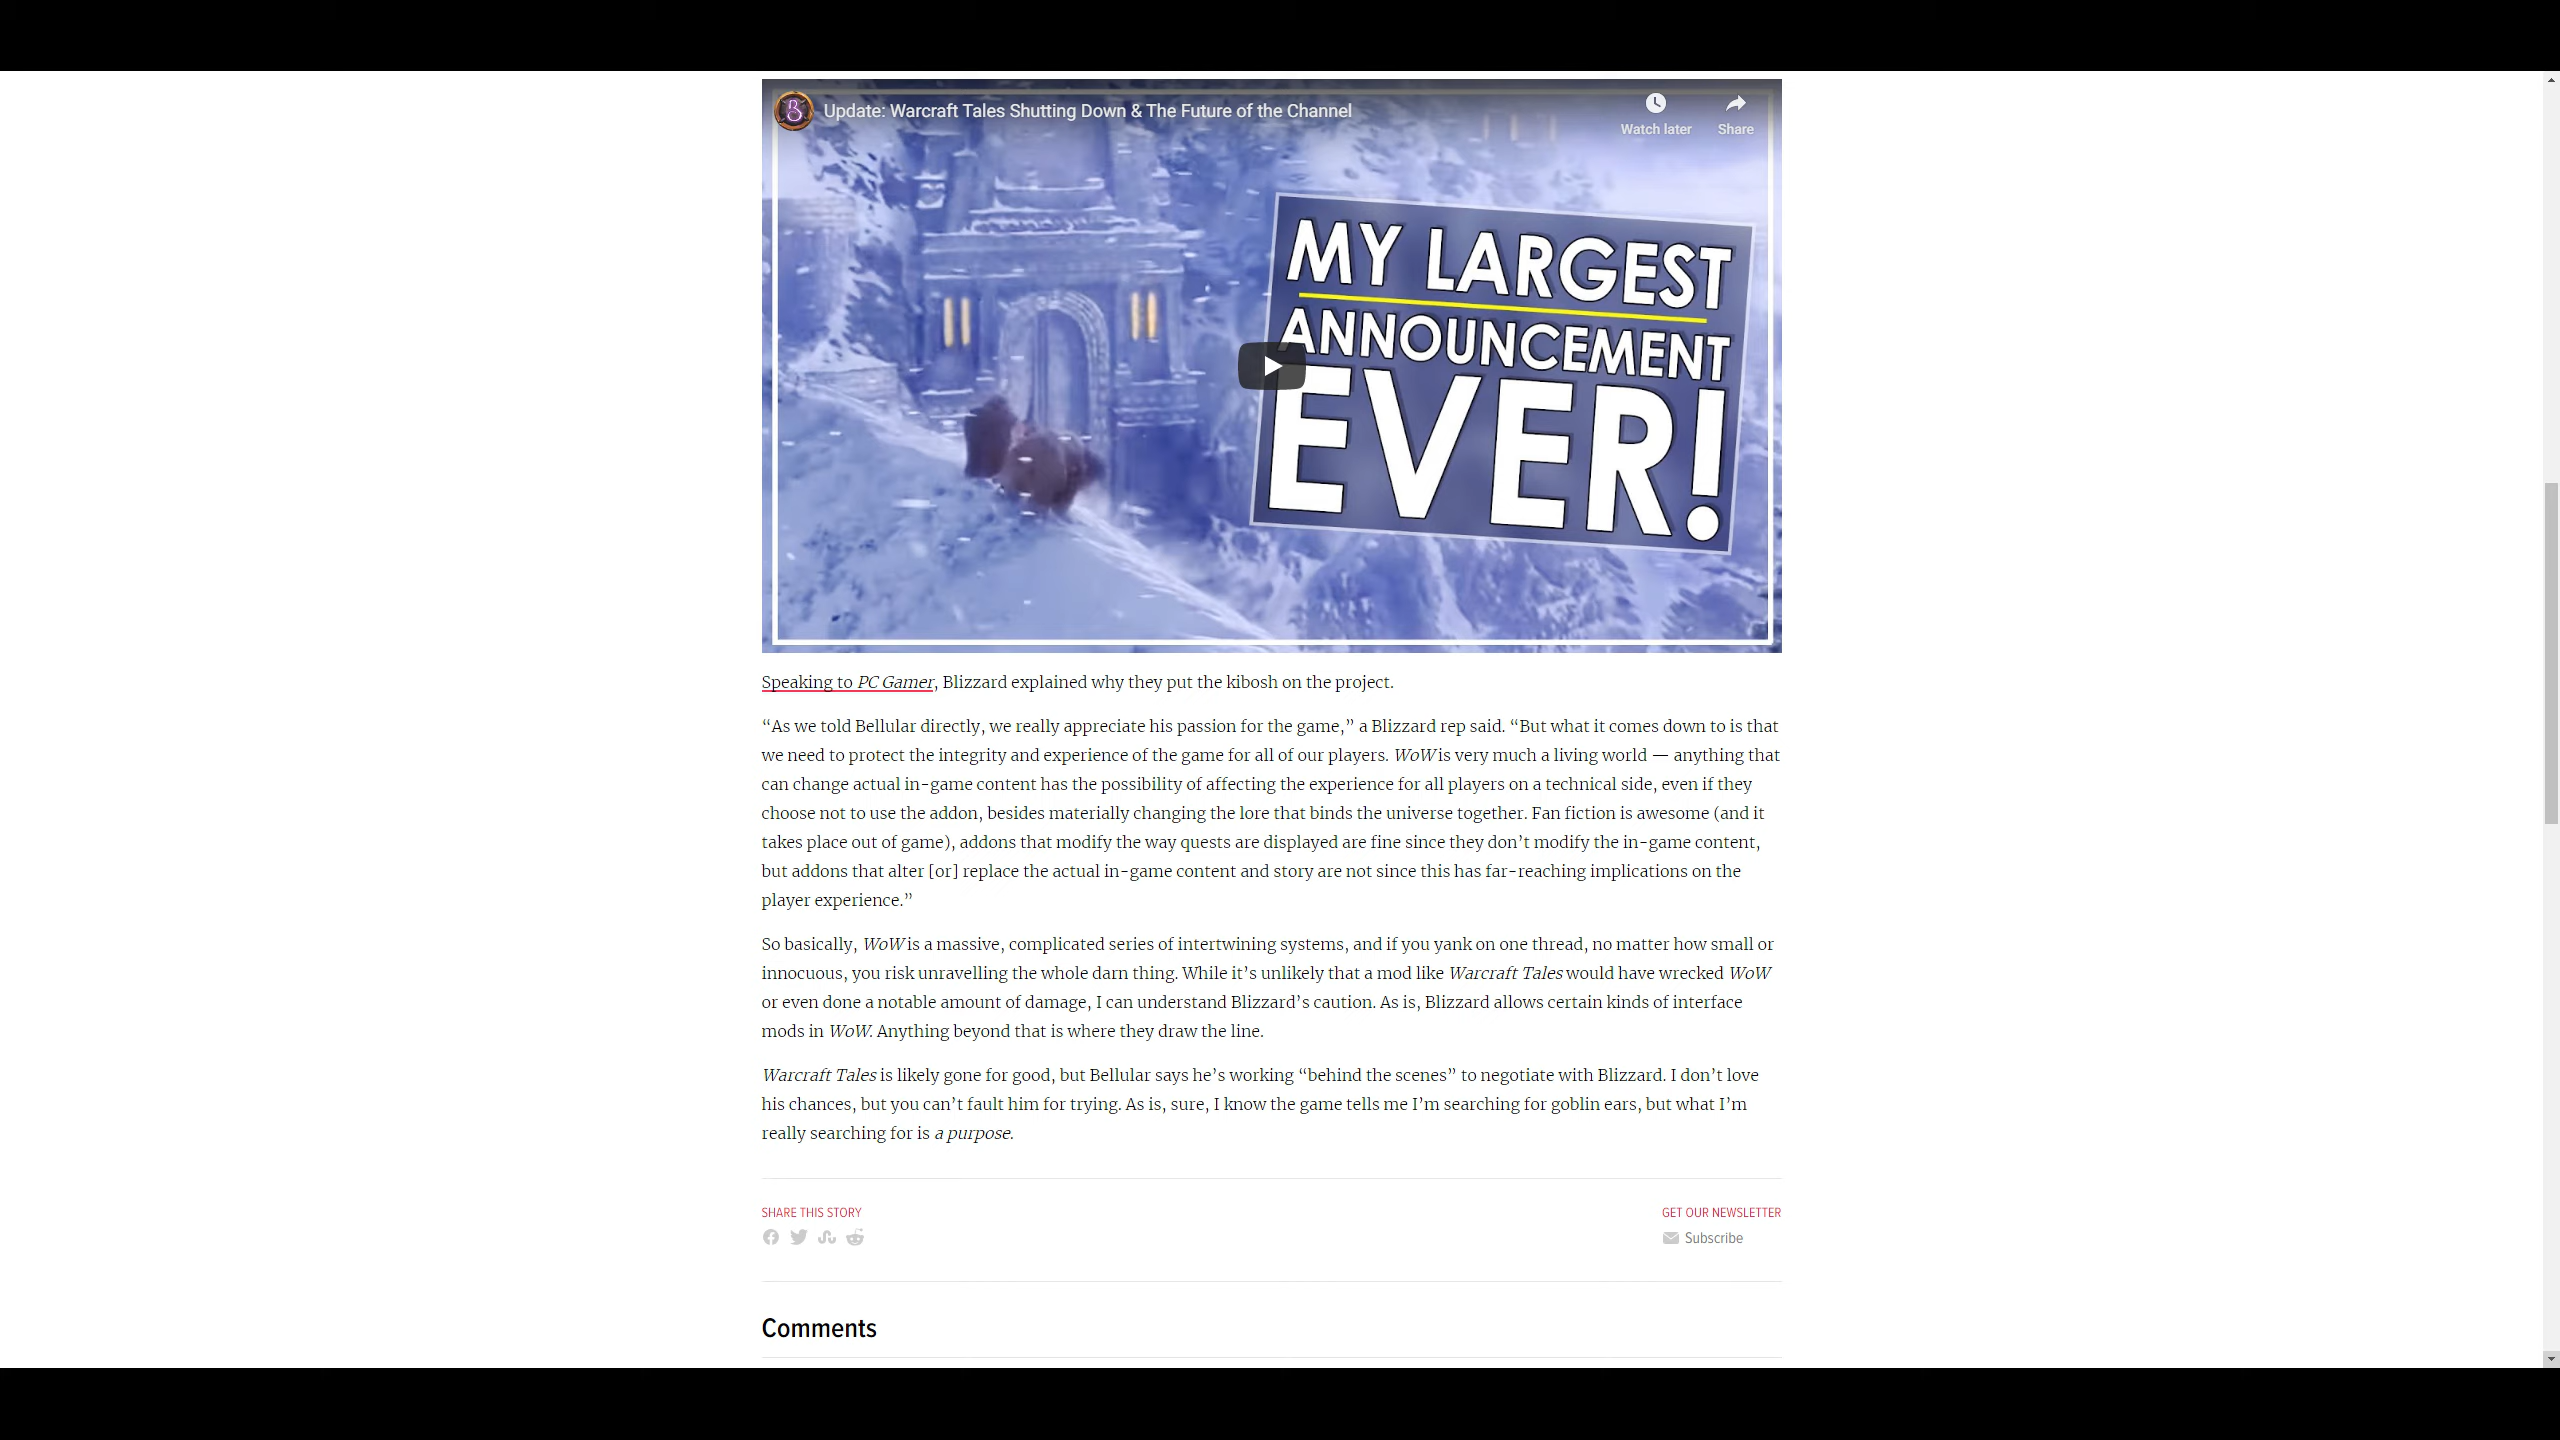 Update: Warcraft Tales Shutting Down & The Future of the Channel
Watch later
Share
MY LARGEST
ANNOUNCEMENT
EVER!
Speaking to PC Gamer, Blizzard explained why they put the kibosh on the project.
“As we told Bellular directly, we really appreciate his passion for the game,” a Blizzard rep said. “But what it comes down to is that
we need to protect the integrity and experience of the game for all of our players. WoW is very much a living world — anything that
can change actual in-game content has the possibility of affecting the experience for all players on a technical side, even if they
choose not to use the addon, besides materially changing the lore that binds the universe together. Fan fiction is awesome (and it
takes place out of game), addons that modify the way quests are displayed are fine since they don’t modify the in-game content,
but addons that alter [or] replace the actual in-game content and story are not since this has far-reaching implications on the
player experience.”
So basically, WoW is a massive, complicated series of intertwining systems, and if you yank on one thread, no matter how small or
innocuous, you risk unravelling the whole darn thing. While it’s unlikely that a mod like Warcraft Tales would have wrecked WoW
or even done a notable amount of damage, I can understand Blizzard’s caution. As is, Blizzard allows certain kinds of interface
mods in WoW. Anything beyond that is where they draw the line.
Warcraft Tales is likely gone for good, but Bellular says he’s working “behind the scenes” to negotiate with Blizzard. I don’t love
his chances, but you can’t fault him for trying. As is, sure, I know the game tells me I’m searching for goblin ears, but what I’m
really searching for is a purpose.
SHARE THIS STORY
GET OUR NEWSLETTER
Subscribe
Comments